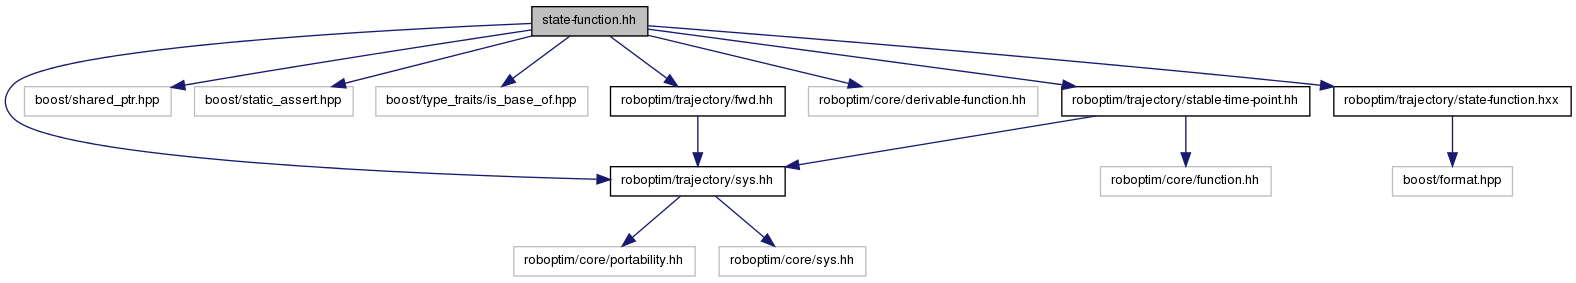 state-function.hh
boost/shared_ptr.hpp
boost/static_assert.hpp
boost/type_traits/is_base_of.hpp
roboptim/trajectory/fwd.hh
roboptim/core/derivable-function.hh
roboptim/trajectory/stable-time-point.hh
roboptim/trajectory/state-function.hxx
roboptim/trajectory/sys.hh
roboptim/core/function.hh
boost/format.hpp
roboptim/core/portability.hh
roboptim/core/sys.hh